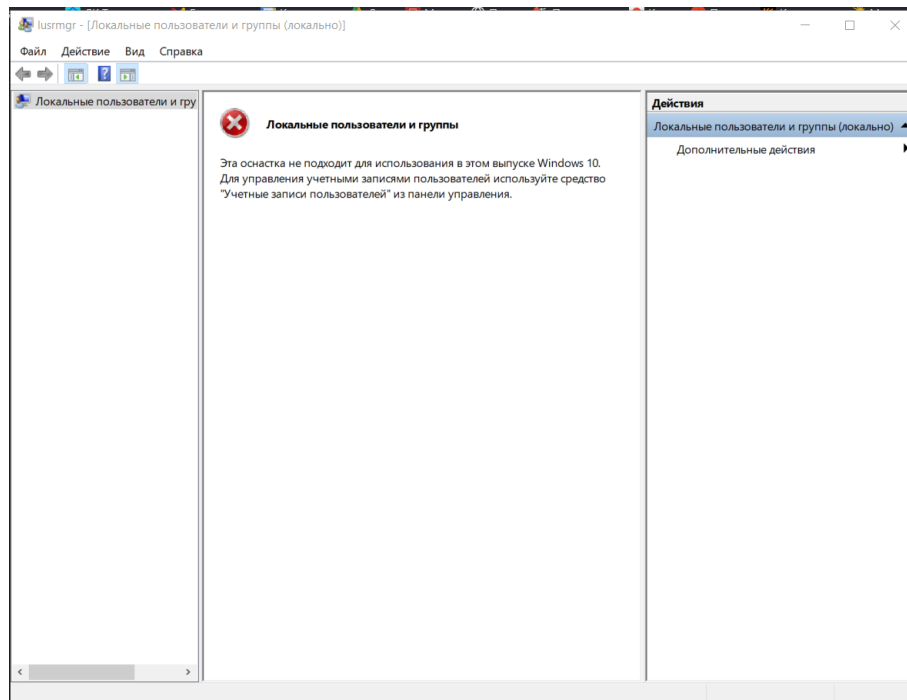 lusrmgr - [Локальные пользователи и группы (локально)]
Файл Действие Вид Справка
Локальные пользователи и гру
Локальные пользователи и группы
Эта оснастка не подходит для использования в этом выпуске Windows 10.
Для управления учетными записями пользователей используйте средство
"Учетные записи пользователей" из панели управления.
Действия
Локальные пользователи и группы (локально)
Дополнительные действия